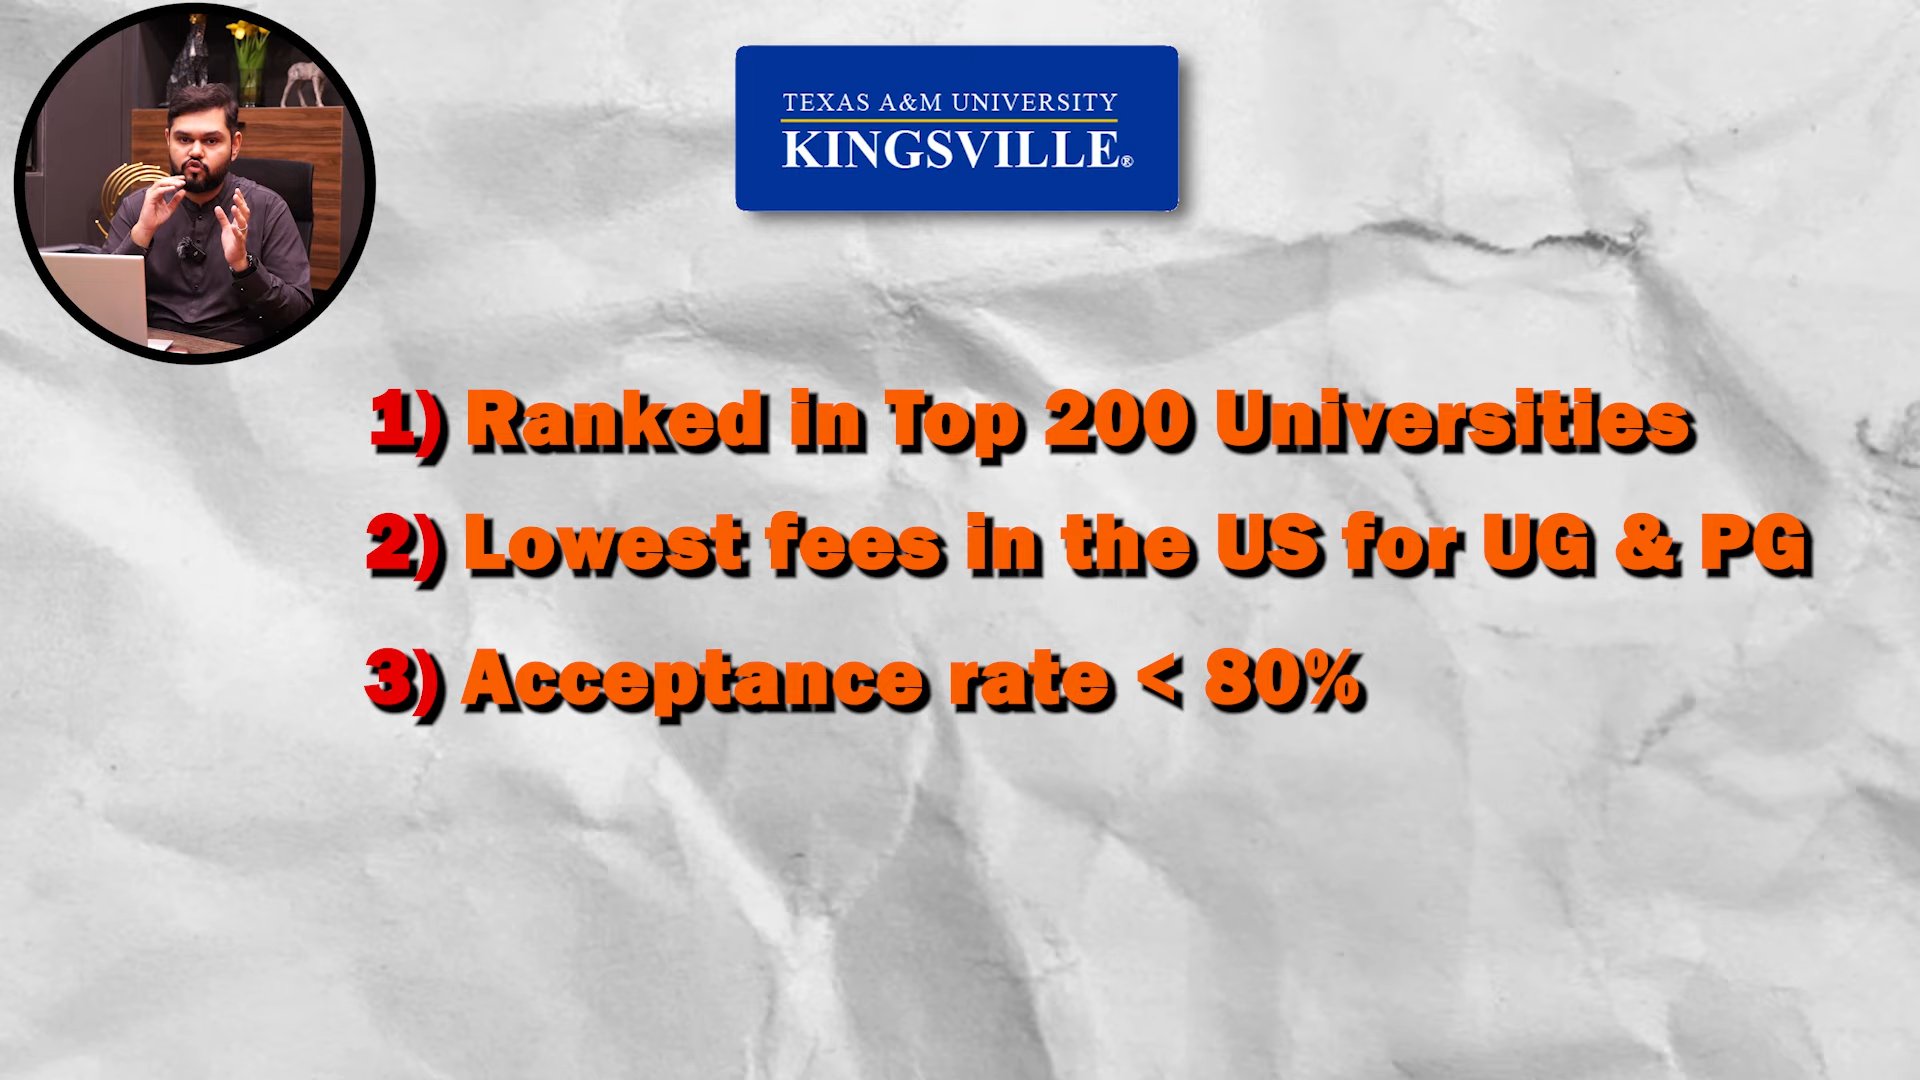 TEXAS A&M UNIVERSITY
KINGSVILLE®
1) Ranked in Top 200 Universities
2) Lowest fees in the US for UG & PG
3) Acceptance rate < 80%